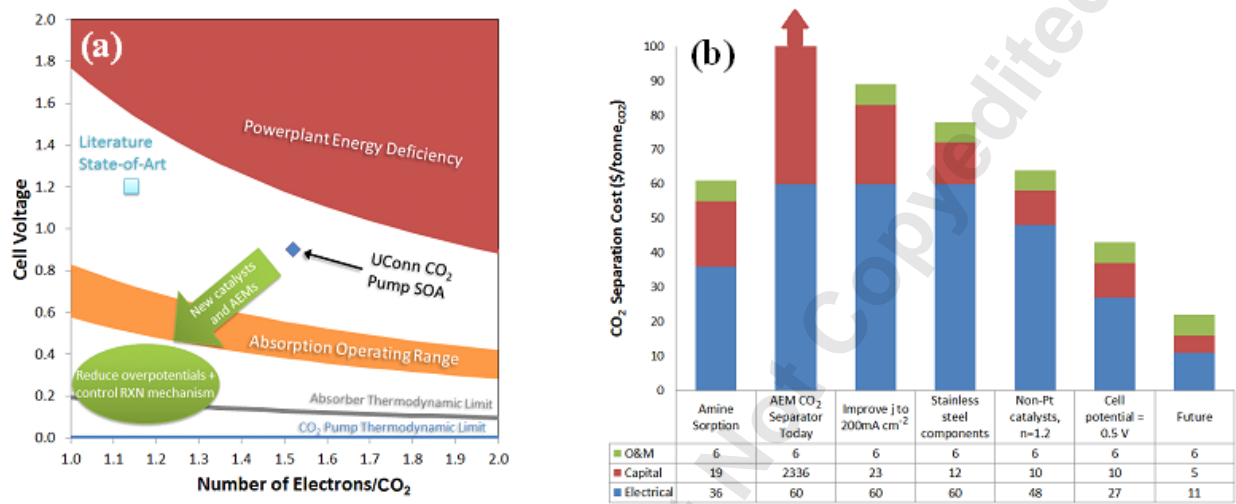 (a)
2.0
1.8
1.6
1.4
1.2
1.0
0.8
0.6
0.4
0.2
0.0
Cell Voltage
Powerplant Energy Deficiency
Literature
State-of-Art
UConn CO2
Pump SOA
New catalysts
and AEMs
Absorption Operating Range
Reduce overpotentials +
control RXN mechanism
Absorber Thermodynamic Limit
CO2 Pump Thermodynamic Limit
1.0 1.1 1.2 1.3 1.4 1.5 1.6 1.7 1.8 1.9 2.0
Number of Electrons/CO2
(b)
100
90
80
70
60
50
40
30
20
10
0
CO2 Separation Cost ($/tonneCO2)
Amine
Sorption
AEM CO2
Separator
Today
Improve j to
200mA cm-2
Stainless
steel
components
Non-Pt
catalysts,
n=1.2
Cell
potential =
0.5 V
Future
O&M 6 6 6 6 6 6 6
Capital 19 2336 23 12 10 10 5
Electrical 36 60 60 60 48 27 11
Not Copyedited